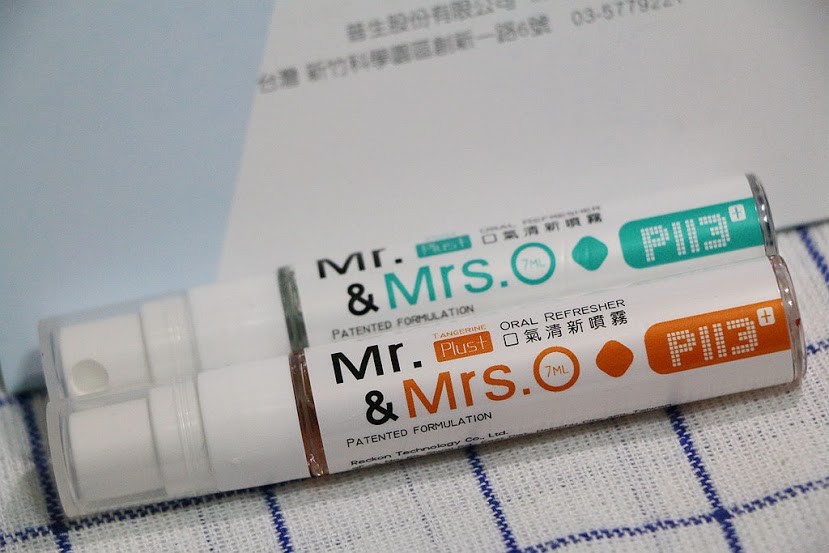 普生股份有限公司
台灣 新竹科學園區創新一路6號 03-5779221
Mr.
& Mrs.
Plus+
ORAL REFRESHER
口氣清新噴霧
7ML
P113+
PATENTED FORMULATION
Mr.
& Mrs.
TANGERINE
Plus+
ORAL REFRESHER
口氣清新噴霧
7ML
P113+
PATENTED FORMULATION
Reckon Technology Co., Ltd.